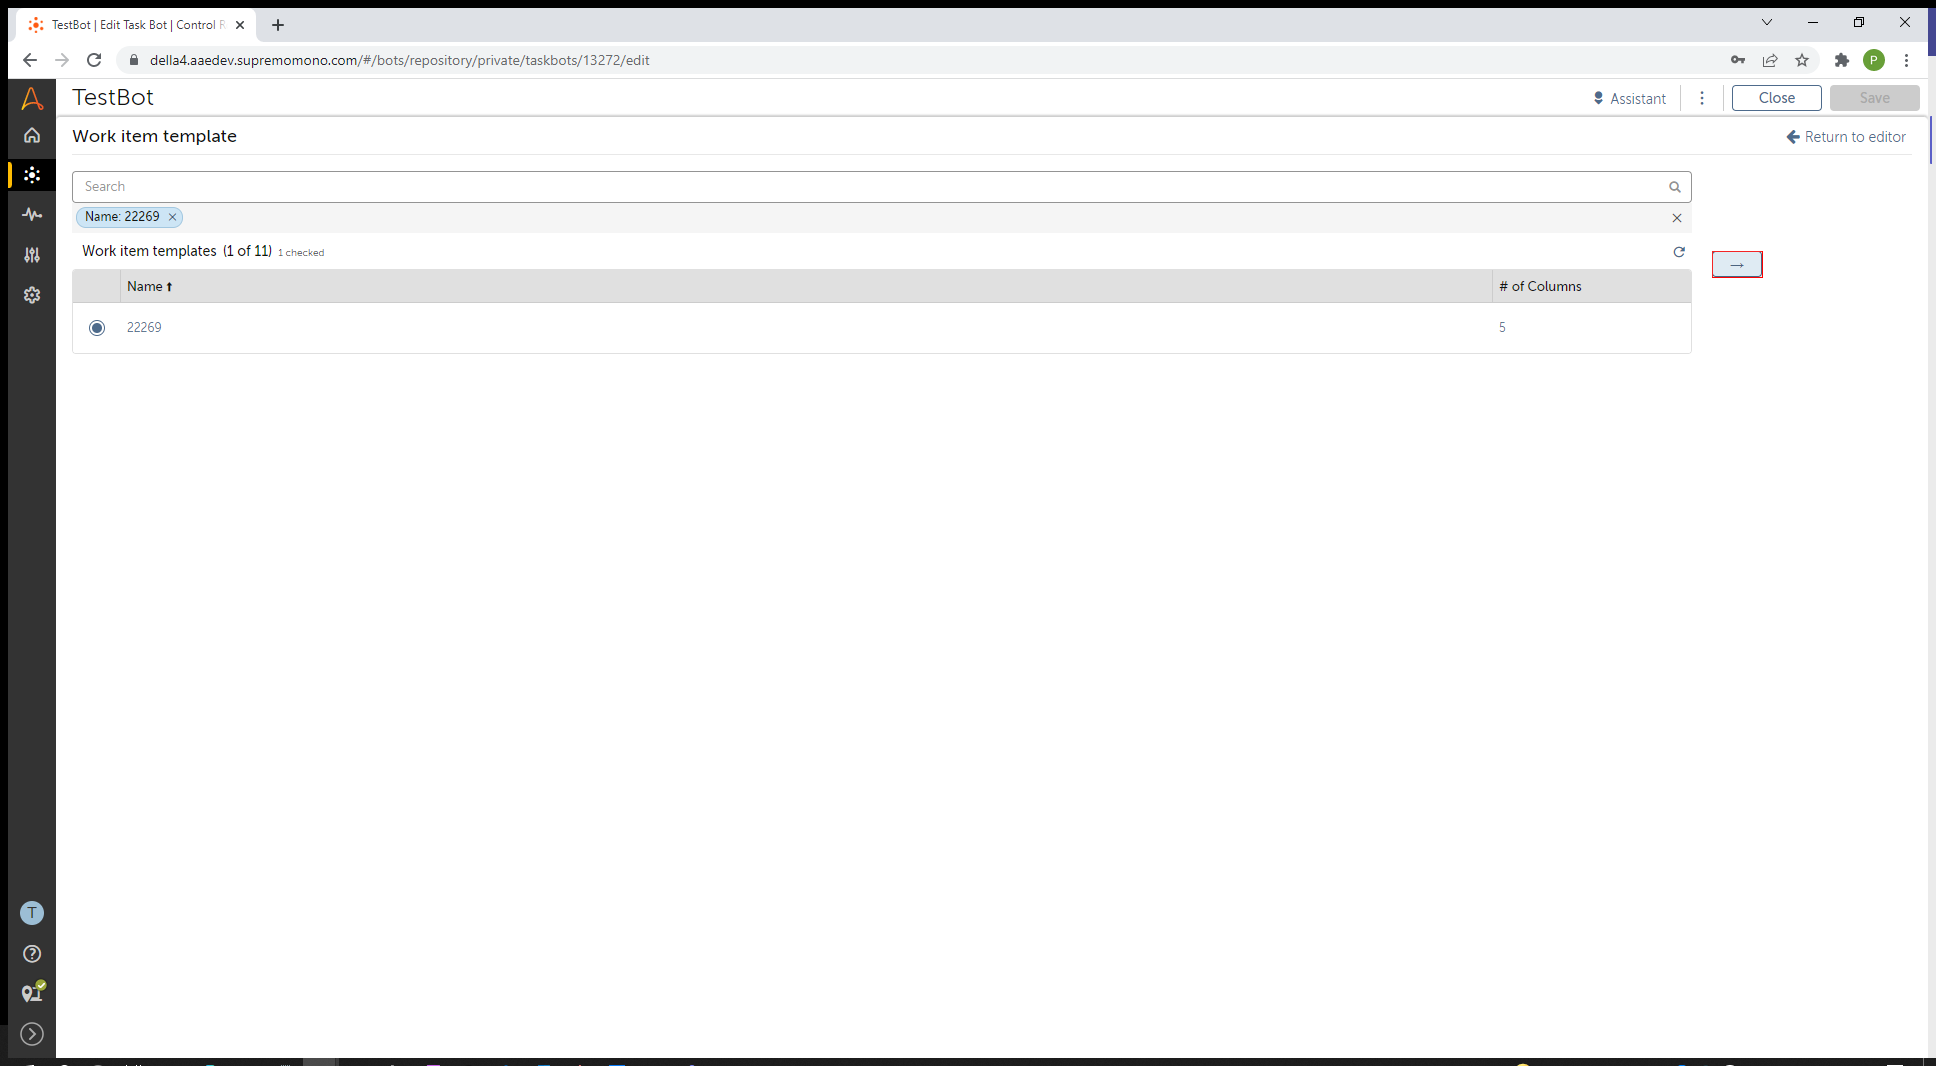 TestBot | Edit Task Bot | Control R
della4.aaedev.supremomono.com/#/bots/repository/private/taskbots/13272/edit
P
TestBot
Assistant
Close
Save
Work item template
Return to editor
Search
Name: 22269
Work item templates (1 of 11) 1 checked
→
Name
# of Columns
22269
5
T